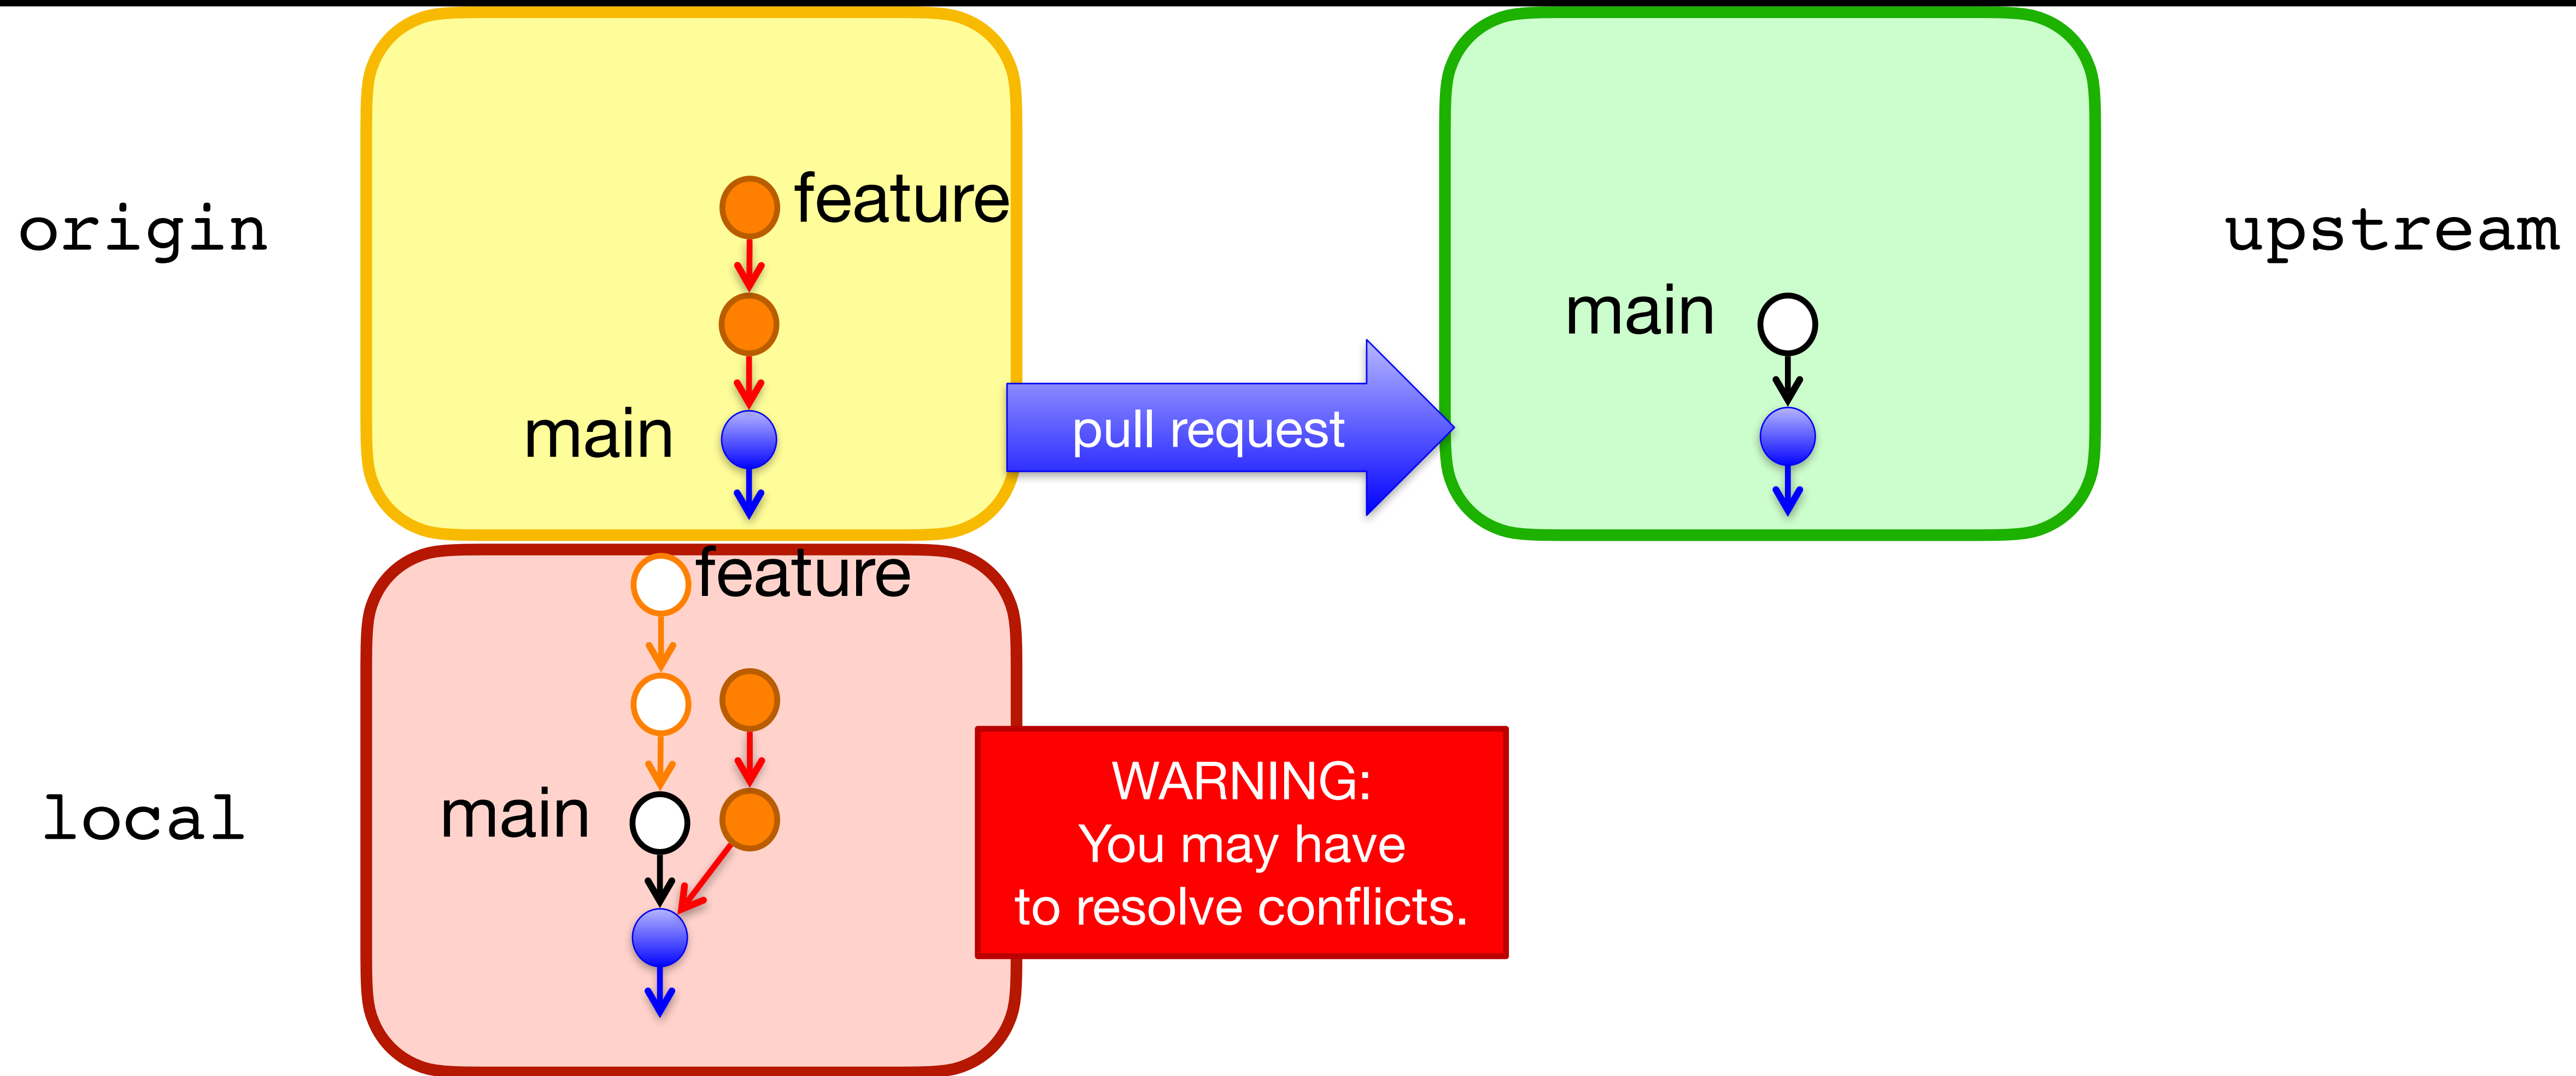 origin
feature
main
pull request
main
upstream
feature
local
main
WARNING:
You may have
to resolve conflicts.